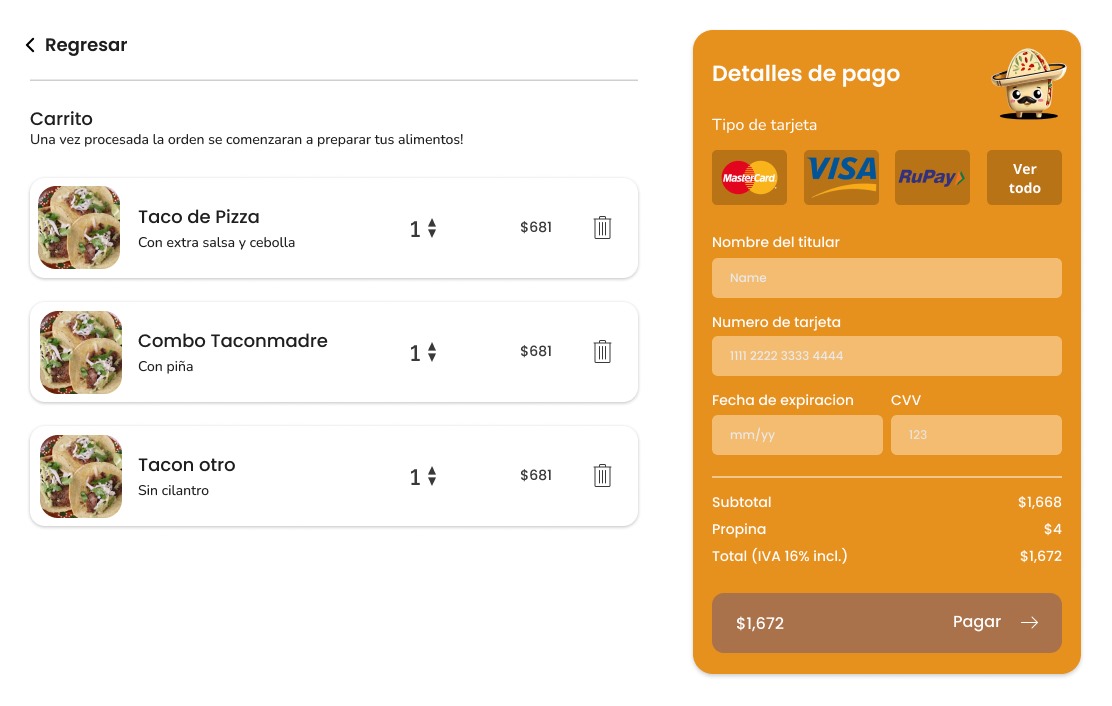 Regresar
Carrito
Una vez procesada la orden se comenzaran a preparar tus alimentos!
Taco de Pizza
Con extra salsa y cebolla
1
$681
Combo Taconmadre
Con piña
1
$681
Tacon otro
Sin cilantro
1
$681
Detalles de pago
Tipo de tarjeta
MasterCard
VISA
RuPay
Ver
todo
Nombre del titular
Name
Numero de tarjeta
1111 2222 3333 4444
Fecha de expiracion CVV
mm/yy 123
Subtotal $1,668
Propina $4
Total (IVA 16% incl.) $1,672
$1,672 Pagar